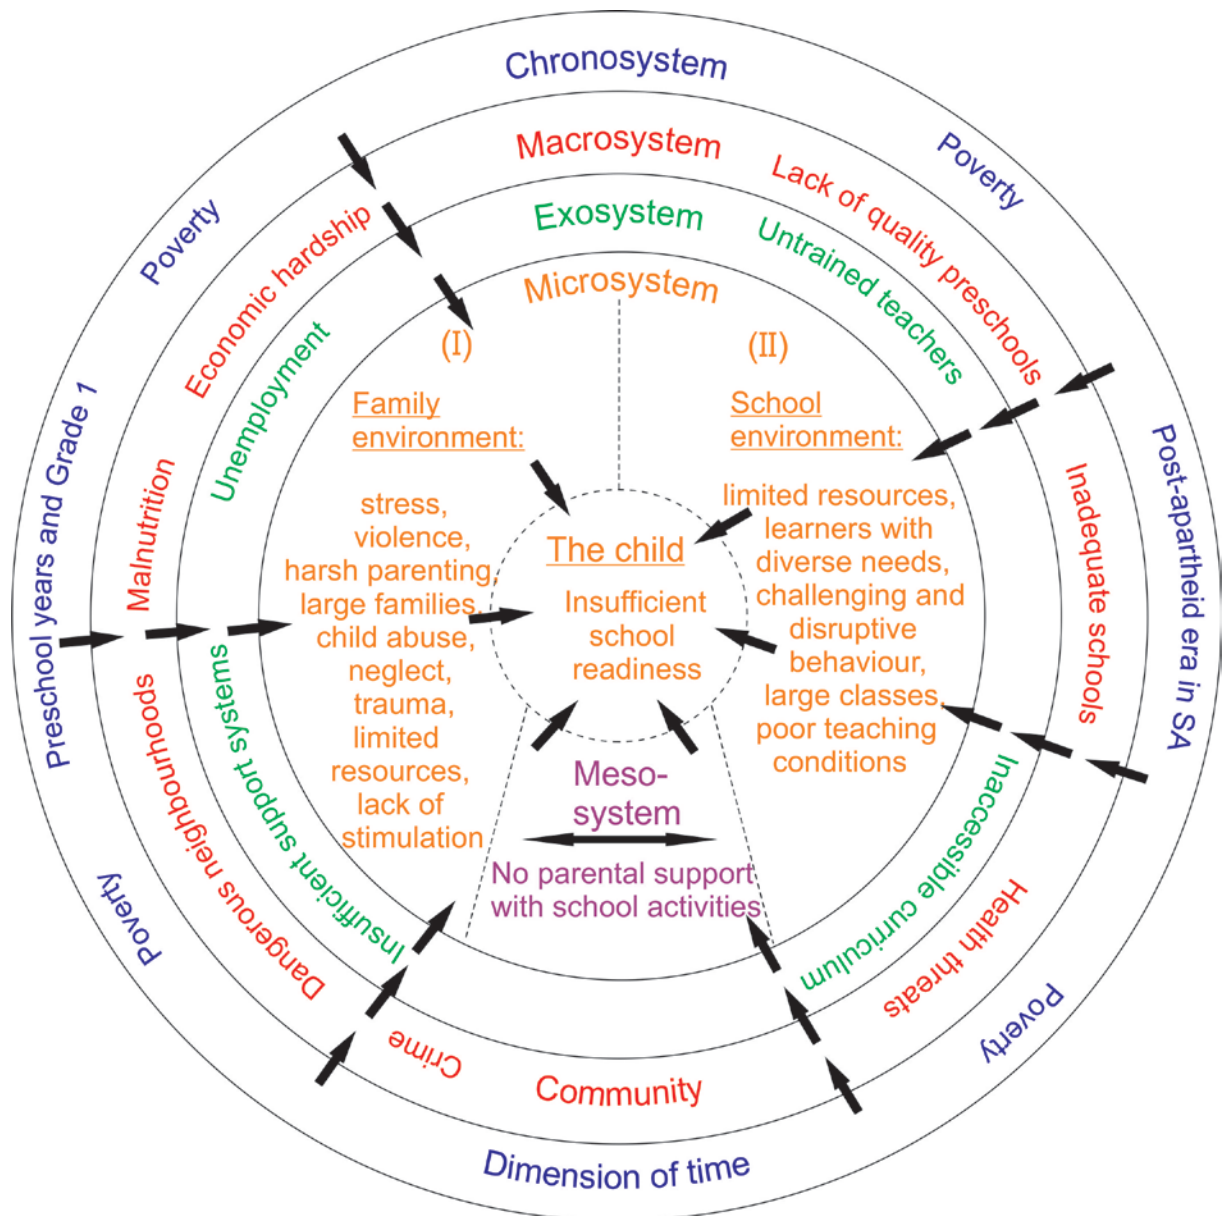 Chronosystem
Poverty
Poverty
Preschool years and Grade 1
Post-apartheid era in SA
Poverty
Poverty
Dimension of time
Macrosystem
Lack of quality preschools
Economic hardship
Malnutrition
Inadequate schools
Dangerous neighbourhoods
Health threats
Crime
Community
Exosystem
Untrained teachers
Unemployment
Insufficient support systems
Inaccessible curriculum
Microsystem
(I)
Family
environment:
stress,
violence,
harsh parenting,
large families,
child abuse,
neglect,
trauma,
limited
resources,
lack of
stimulation
(II)
School
environment:
limited resources,
learners with
diverse needs,
challenging and
disruptive
behaviour,
large classes,
poor teaching
conditions
The child
Insufficient
school
readiness
Meso-
system
No parental support
with school activities